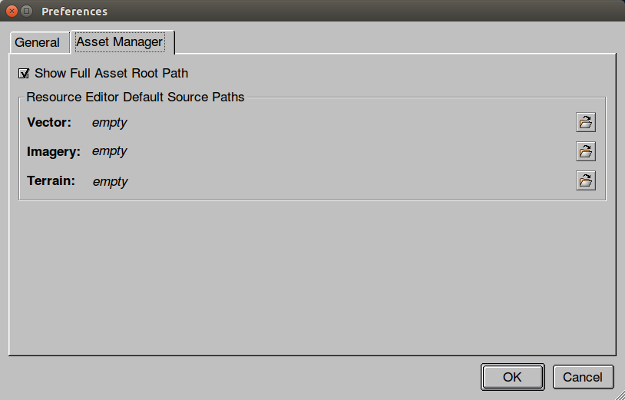 Preferences
General Asset Manager
Show Full Asset Root Path
Resource Editor Default Source Paths
Vector: empty
Imagery: empty
Terrain: empty
OK Cancel